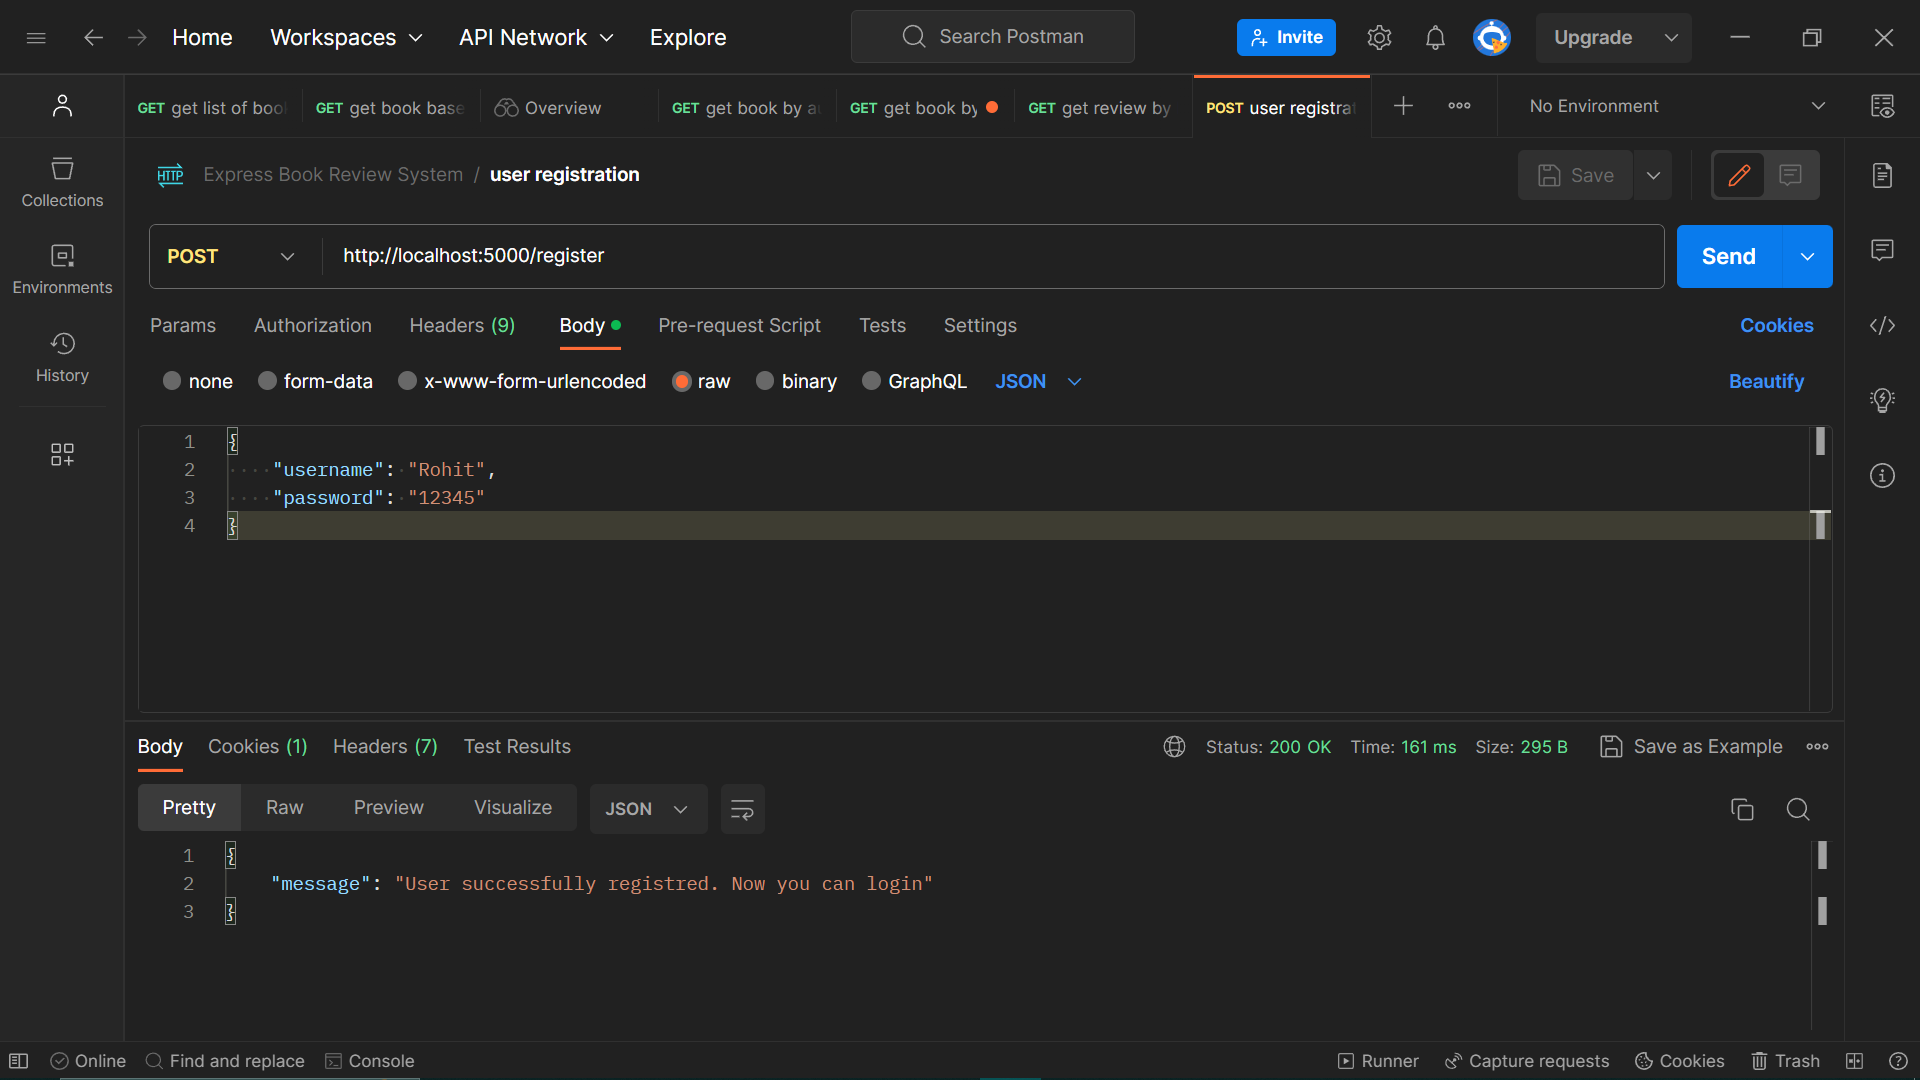 Home Workspaces API Network Explore Search Postman Invite Upgrade
GET get list of boo GET get book base Overview GET get book by a GET get book by GET get review by POST user registra No Environment
HTTP Express Book Review System / user registration Save
Collections
Environments
History
POST http://localhost:5000/register Send
Params Authorization Headers (9) Body Pre-request Script Tests Settings Cookies
none form-data x-www-form-urlencoded raw binary GraphQL JSON Beautify
1 {
2 "username": "Rohit",
3 "password": "12345"
4 }
Body Cookies (1) Headers (7) Test Results Status: 200 OK Time: 161 ms Size: 295 B Save as Example
Pretty Raw Preview Visualize JSON
1 {
2 "message": "User successfully registred. Now you can login"
3 }
Online Find and replace Console Runner Capture requests Cookies Trash